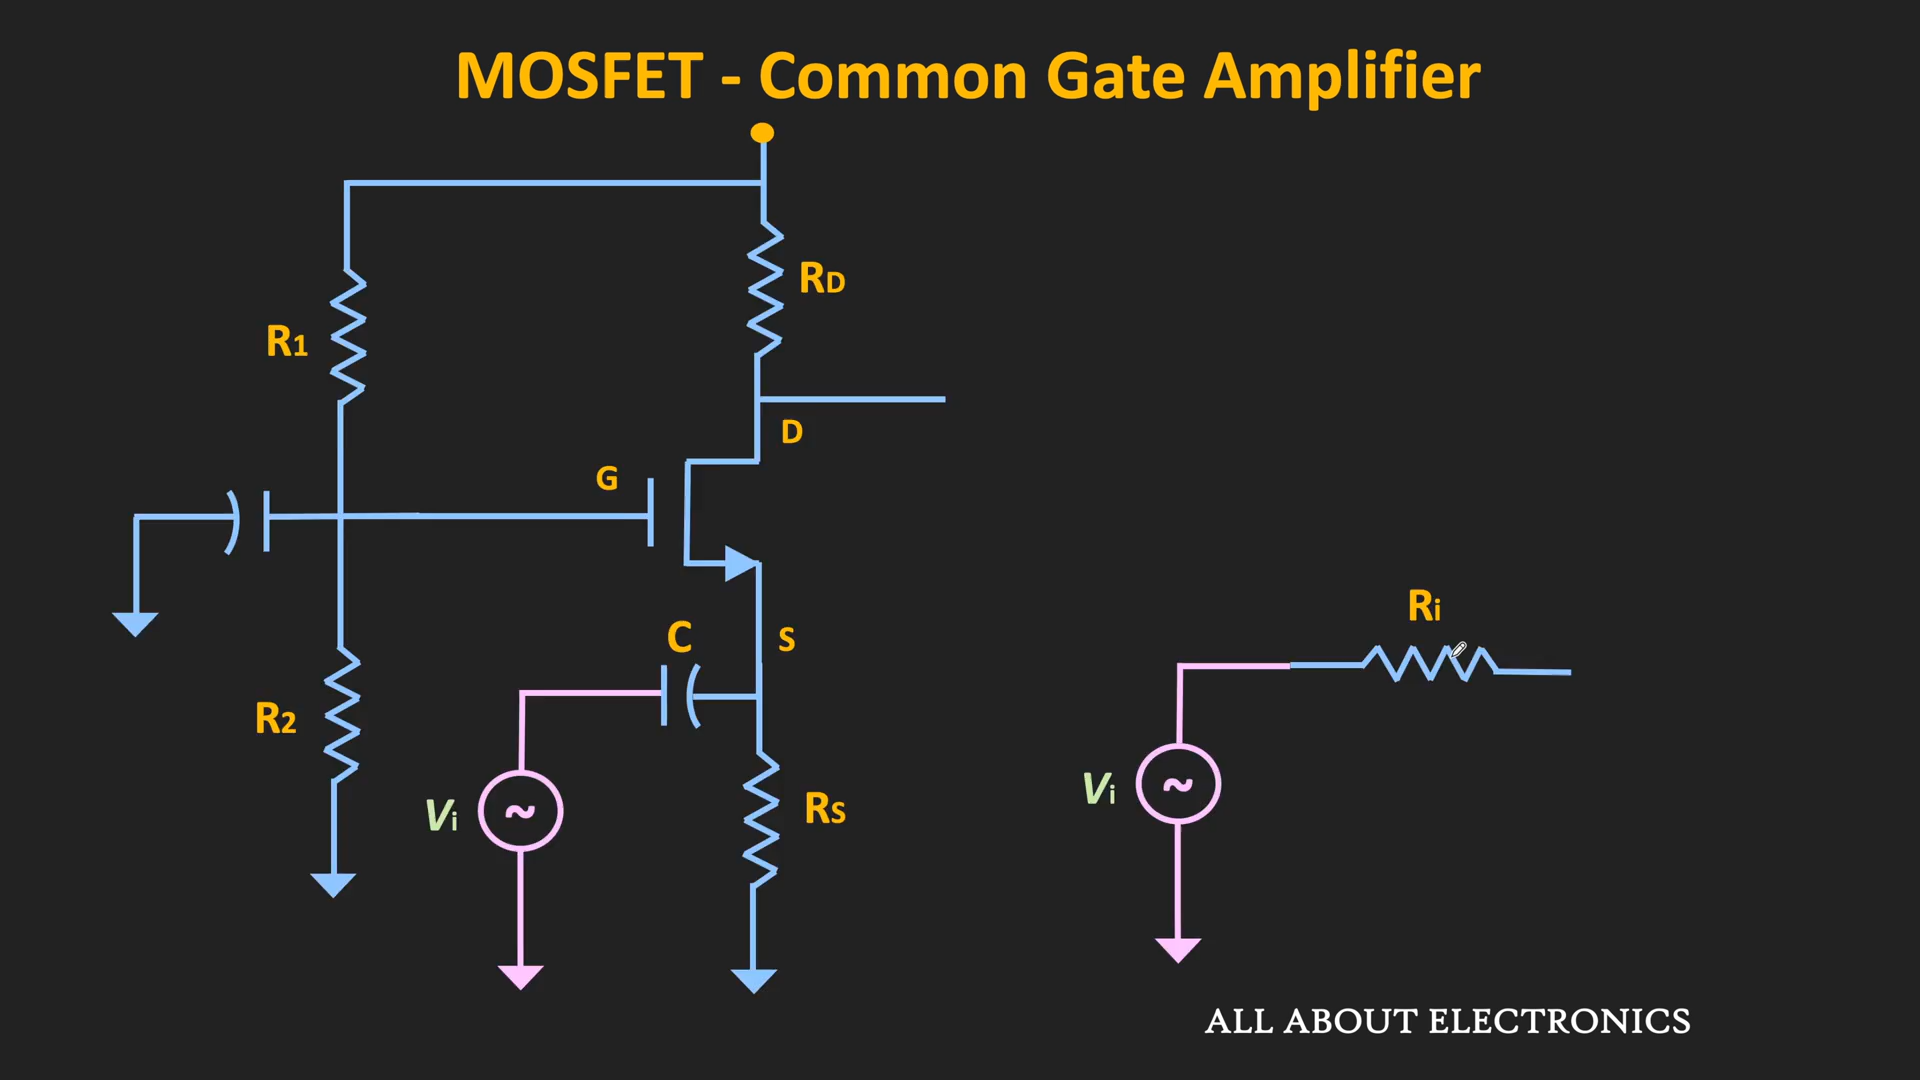 MOSFET - Common Gate Amplifier
RD
R1
D
G
Ri
C
S
R2
Vi
~
RS
Vi
~
ALL ABOUT ELECTRONICS